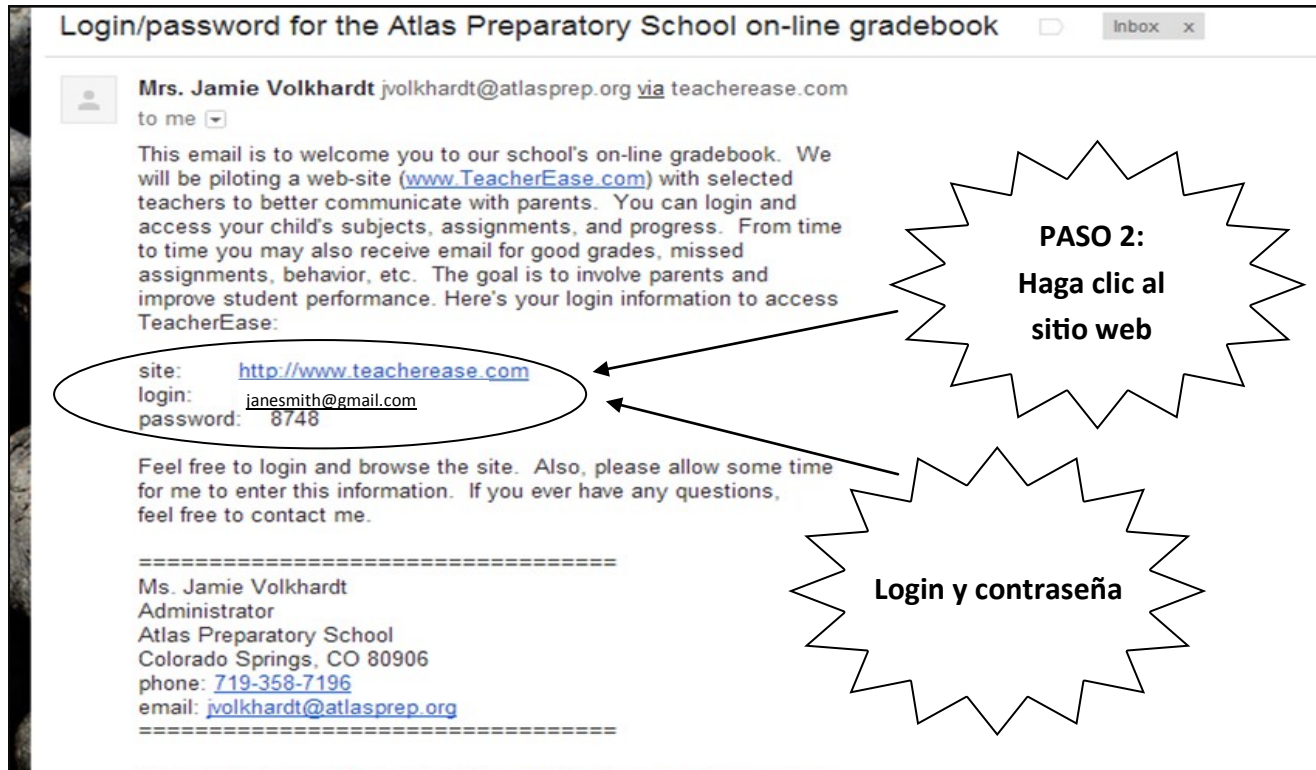 Login/password for the Atlas Preparatory School on-line gradebook
Inbox x
Mrs. Jamie Volkhardt jvolkhardt@atlasprep.org via teacherease.com
to me
This email is to welcome you to our school's on-line gradebook. We
will be piloting a web-site (www.TeacherEase.com) with selected
teachers to better communicate with parents. You can login and
access your child's subjects, assignments, and progress. From time
to time you may also receive email for good grades, missed
assignments, behavior, etc. The goal is to involve parents and
improve student performance. Here's your login information to access
TeacherEase:
site: http://www.teacherease.com
login: janesmith@gmail.com
password: 8748
Feel free to login and browse the site. Also, please allow some time
for me to enter this information. If you ever have any questions,
feel free to contact me.
==================================
Ms. Jamie Volkhardt
Administrator
Atlas Preparatory School
Colorado Springs, CO 80906
phone: 719-358-7196
email: jvolkhardt@atlasprep.org
==================================
PASO 2:
Haga clic al
sitio web
Login y contraseña